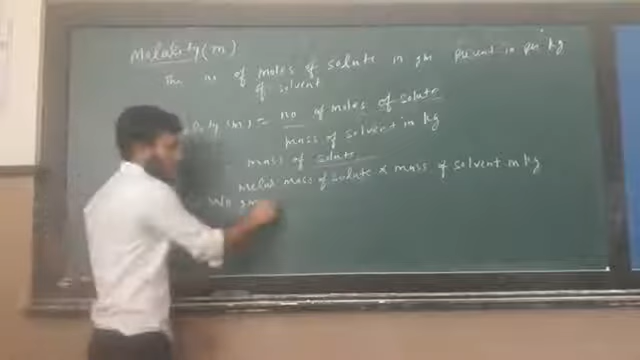 Molality (m)
The no of moles of solute in gm present in per kg
of solvent
(m) = no of moles of solute
mass of solvent in kg
mass of solute
Molar mass of solute x mass of solvent in kg